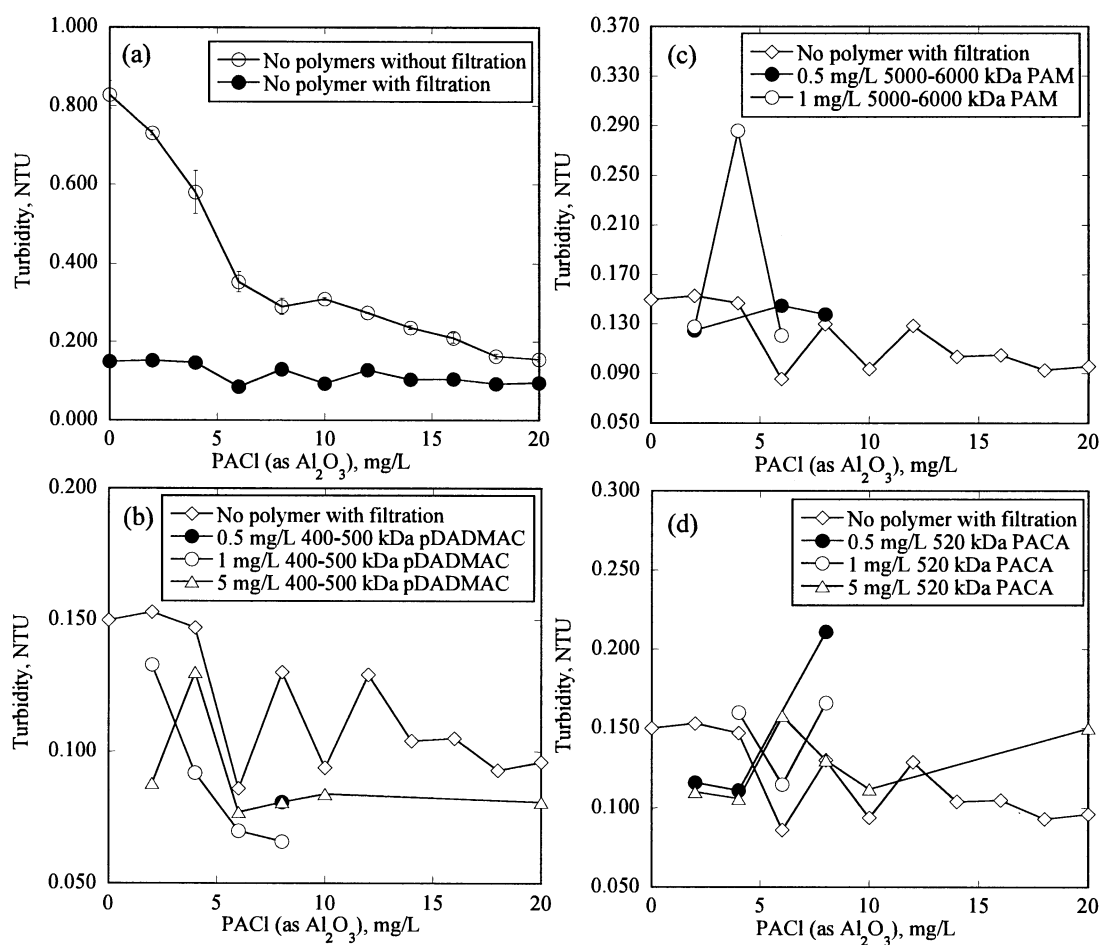 (a)
No polymers without filtration
No polymer with filtration
1.000
0.800
0.600
0.400
0.200
0.000
Turbidity, NTU
0 5 10 15 20
PACl (as Al₂O₃), mg/L
(b)
No polymer with filtration
0.5 mg/L 400-500 kDa pDADMAC
1 mg/L 400-500 kDa pDADMAC
5 mg/L 400-500 kDa pDADMAC
0.200
0.150
0.100
0.050
Turbidity, NTU
0 5 10 15 20
PACl (as Al₂O₃), mg/L
(c)
No polymer with filtration
0.5 mg/L 5000-6000 kDa PAM
1 mg/L 5000-6000 kDa PAM
0.370
0.330
0.290
0.250
0.210
0.170
0.130
0.090
0.050
Turbidity, NTU
0 5 10 15 20
PACl (as Al₂O₃), mg/L
(d)
No polymer with filtration
0.5 mg/L 520 kDa PACA
1 mg/L 520 kDa PACA
5 mg/L 520 kDa PACA
0.300
0.250
0.200
0.150
0.100
0.050
Turbidity, NTU
0 5 10 15 20
PACl (as Al₂O₃), mg/L